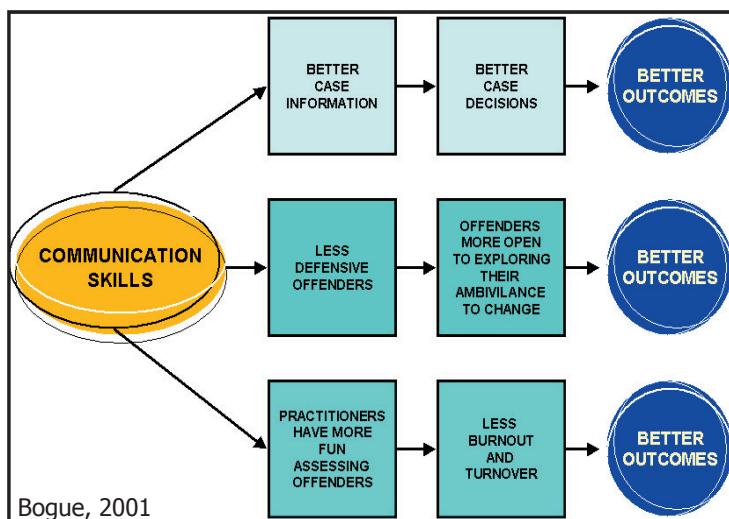 COMMUNICATION
SKILLS
BETTER
CASE
INFORMATION
BETTER
CASE
DECISIONS
BETTER
OUTCOMES
LESS
DEFENSIVE
OFFENDERS
OFFENDERS
MORE OPEN
TO EXPLORING
THEIR
AMBIVILANCE
TO CHANGE
BETTER
OUTCOMES
PRACTITIONERS
HAVE MORE
FUN
ASSESSING
OFFENDERS
LESS
BURNOUT
AND
TURNOVER
BETTER
OUTCOMES
Bogue, 2001